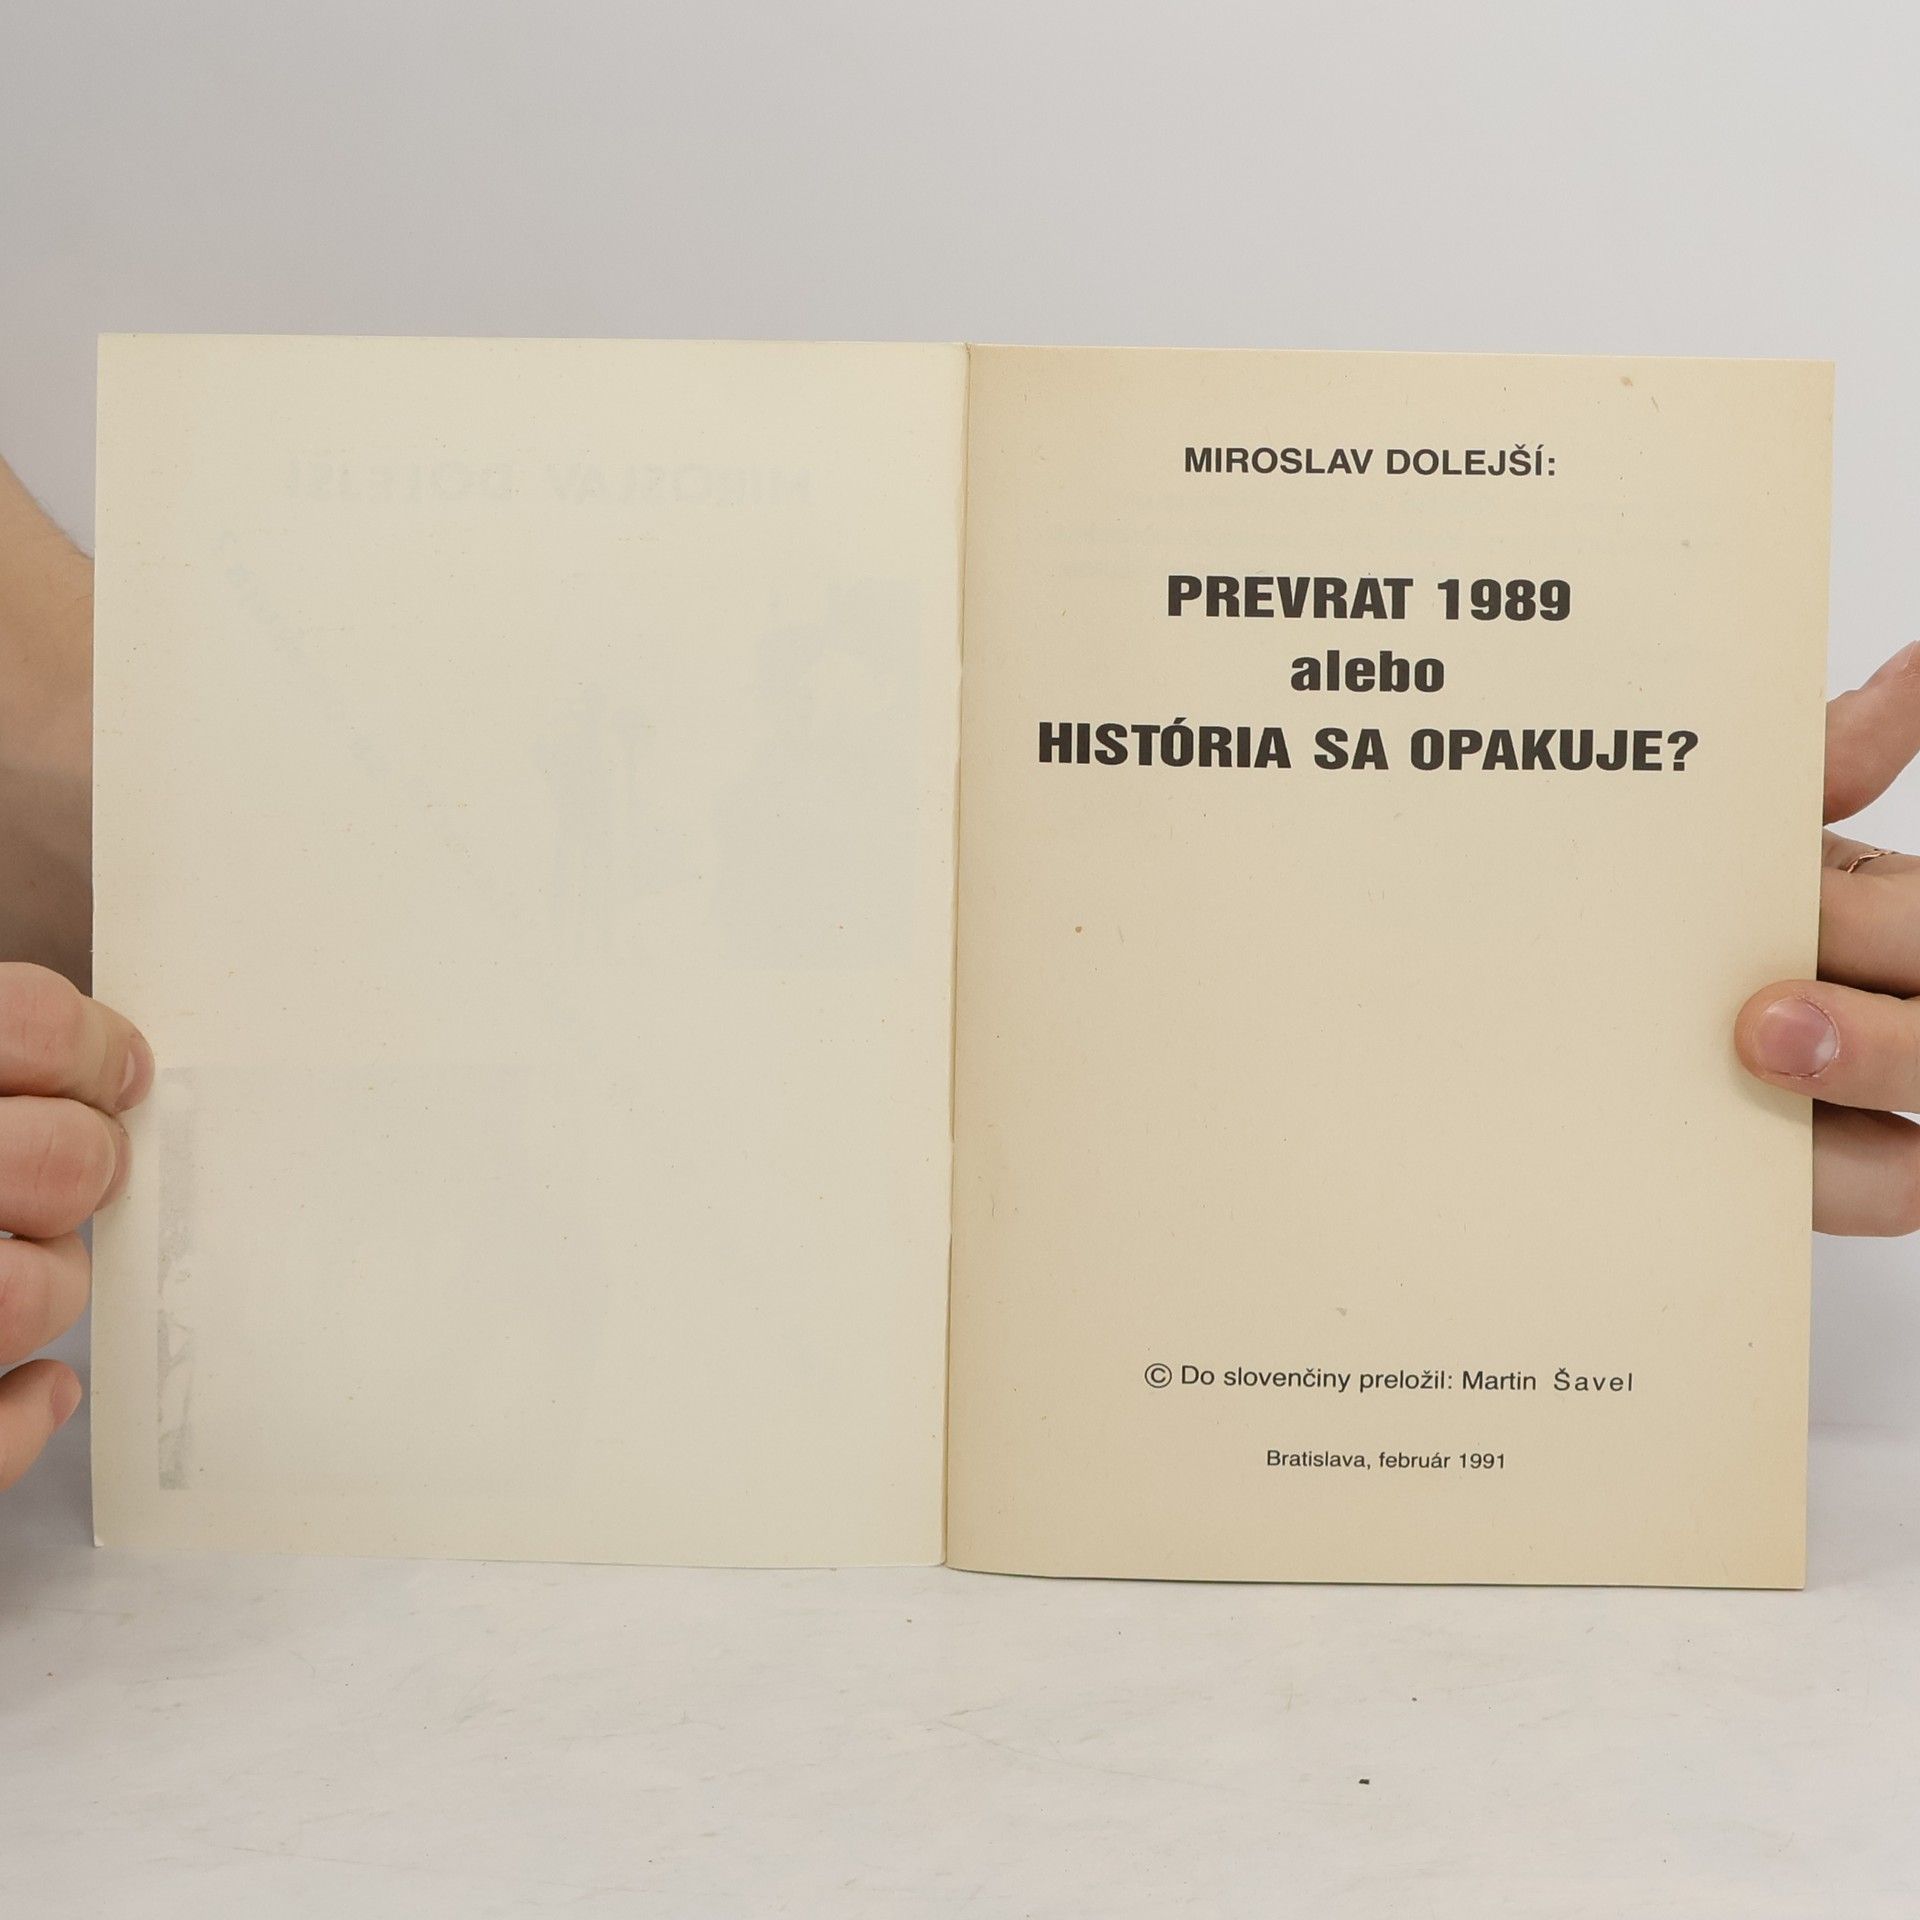 MIROSLAV DOLEJŠÍ:
PREVRAT 1989
alebo
HISTÓRIA SA OPAKUJE?
© Do slovenčiny preložil: Martin Šavel
Bratislava, február 1991